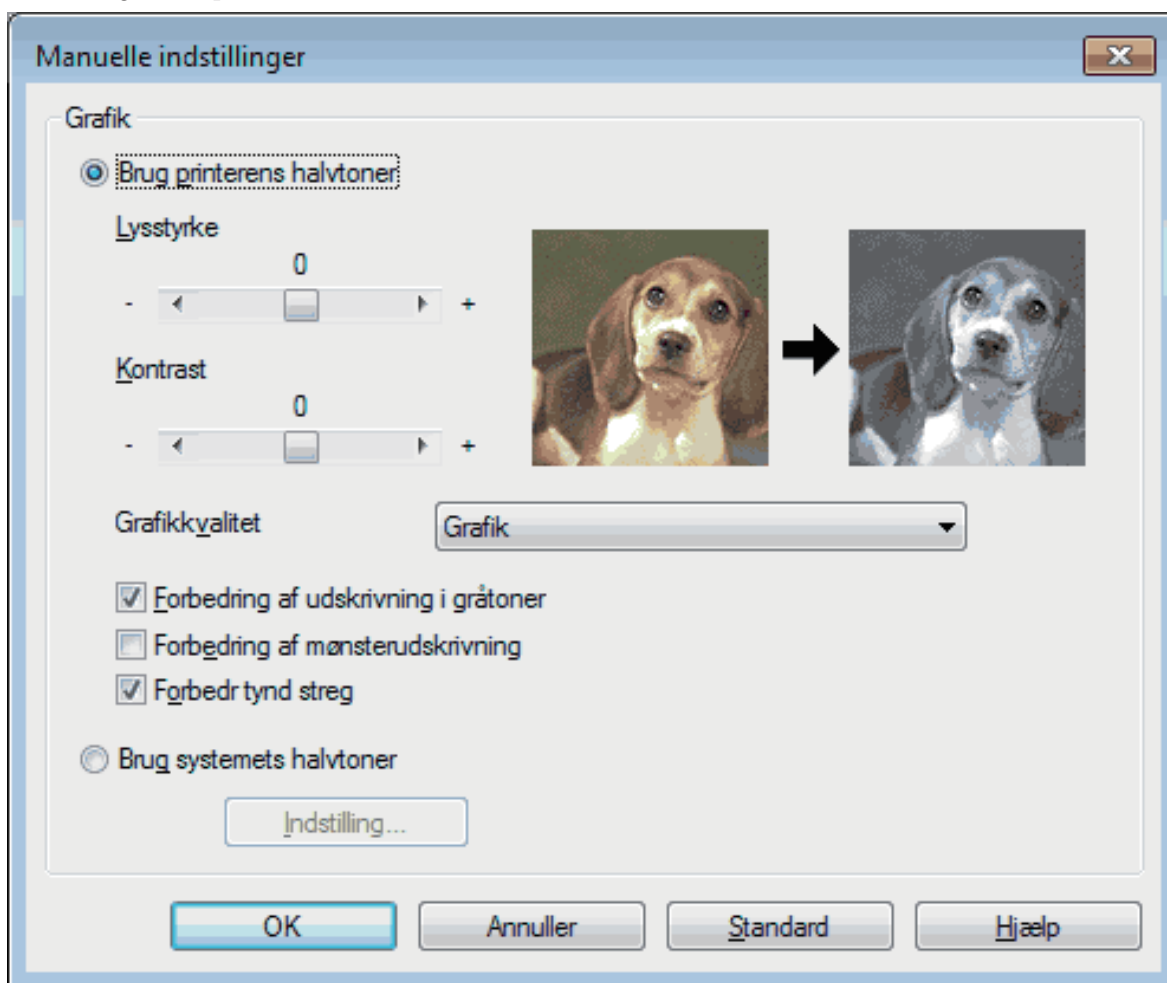 Manuelle indstillinger
Grafik
Brug printerens halvtoner
Lysstyrke
0
- +
Kontrast
0
- +
Grafikkvalitet Grafik
Forbedring af udskrivning i gråtoner
Forbedring af mønsterudskrivning
Forbedr tynd streg
Brug systemets halvtoner
Indstilling...
OK Annuller Standard Hjælp